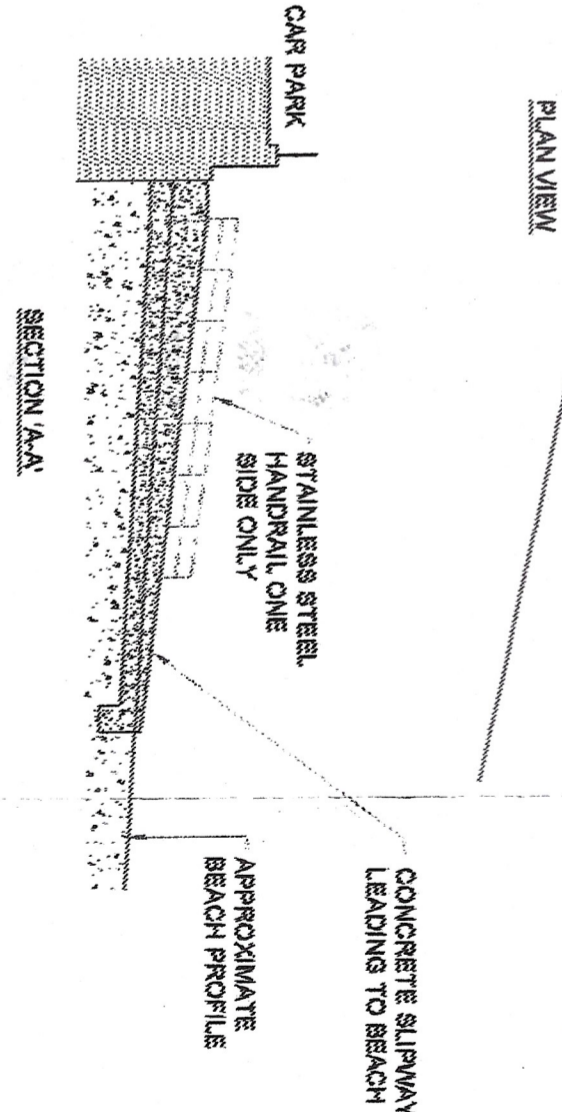 PLAN VIEW
CAR PARK
STAINLESS STEEL
HANDRAIL ONE
SIDE ONLY
CONCRETE SLIPWAY
LEADING TO BEACH
APPROXIMATE
BEACH PROFILE
SECTION 'A-A'